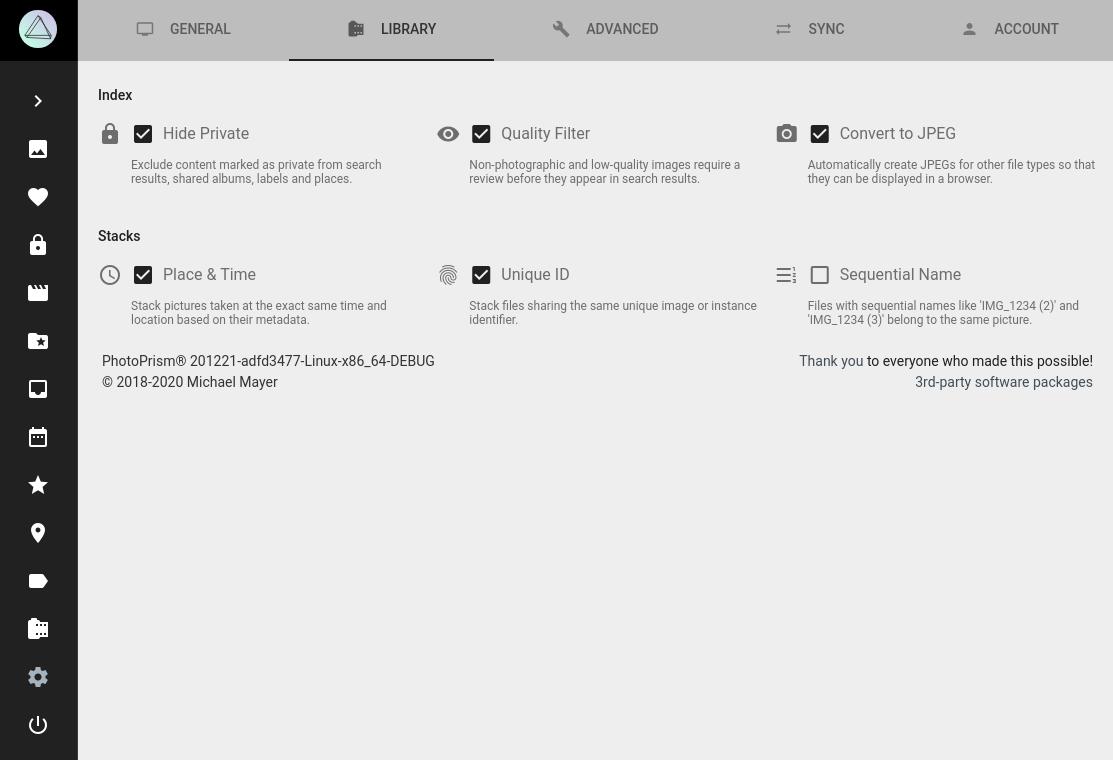 GENERAL
LIBRARY
ADVANCED
SYNC
ACCOUNT
Index
Hide Private
Exclude content marked as private from search
results, shared albums, labels and places.
Quality Filter
Non-photographic and low-quality images require a
review before they appear in search results.
Convert to JPEG
Automatically create JPEGs for other file types so that
they can be displayed in a browser.
Stacks
Place & Time
Stack pictures taken at the exact same time and
location based on their metadata.
Unique ID
Stack files sharing the same unique image or instance
identifier.
Sequential Name
Files with sequential names like 'IMG_1234 (2)' and
'IMG_1234 (3)' belong to the same picture.
PhotoPrism® 201221-adfd3477-Linux-x86_64-DEBUG
© 2018-2020 Michael Mayer
Thank you to everyone who made this possible!
3rd-party software packages